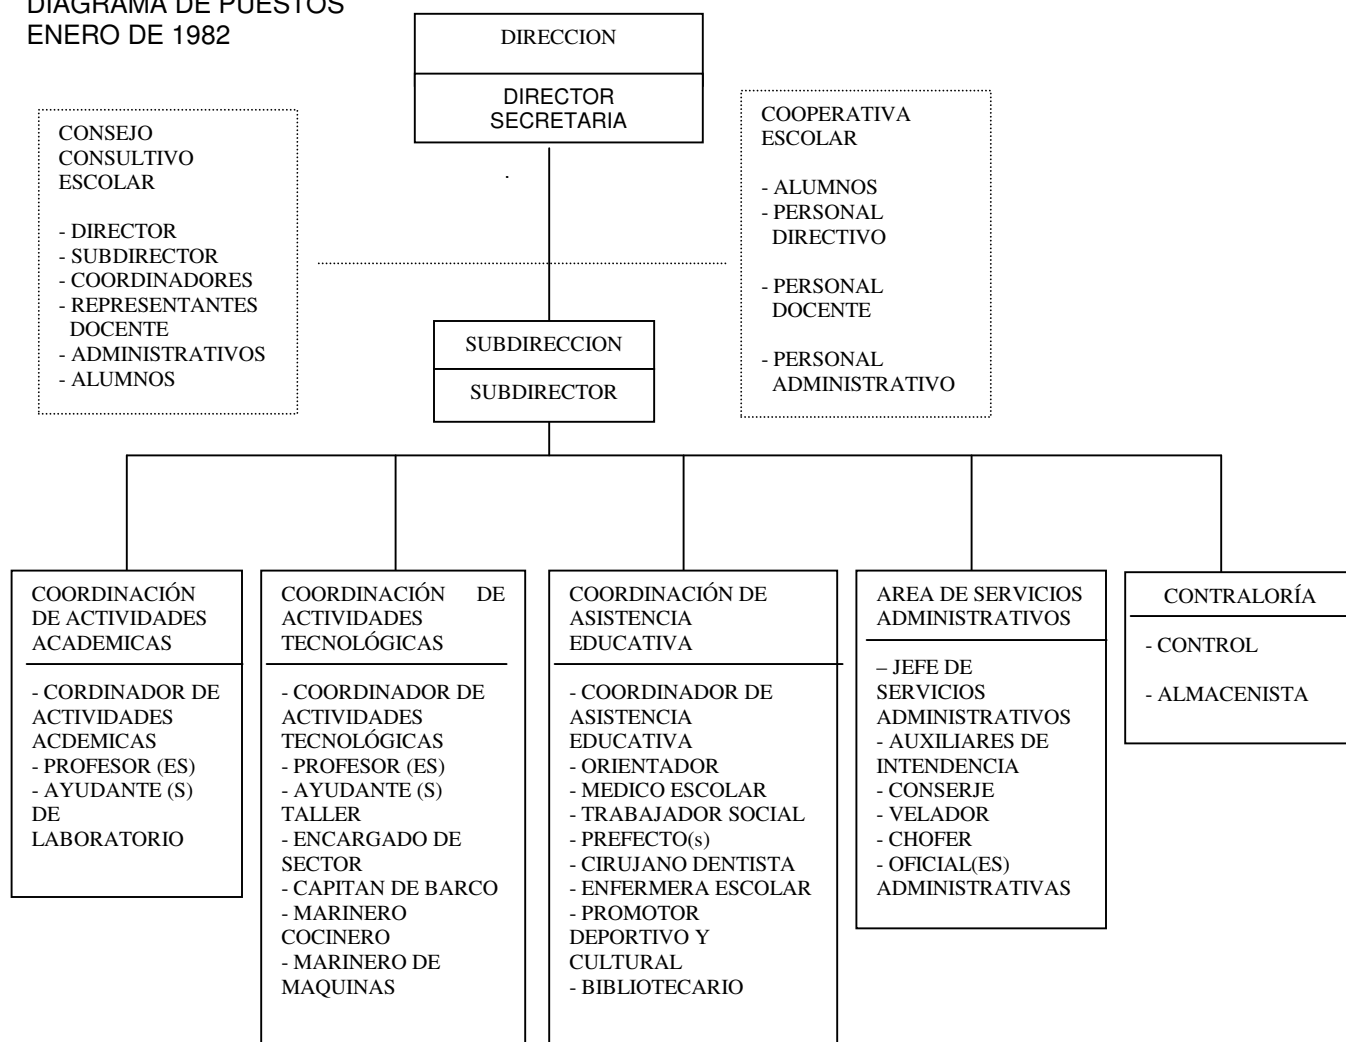 DIAGRAMA DE PUESTOS
ENERO DE 1982
DIRECCION
DIRECTOR
SECRETARIA
CONSEJO
CONSULTIVO
ESCOLAR
- DIRECTOR
- SUBDIRECTOR
- COORDINADORES
- REPRESENTANTES
DOCENTE
- ADMINISTRATIVOS
- ALUMNOS
COOPERATIVA
ESCOLAR
- ALUMNOS
- PERSONAL
DIRECTIVO
- PERSONAL
DOCENTE
- PERSONAL
ADMINISTRATIVO
SUBDIRECCION
SUBDIRECTOR
COORDINACIÓN
DE ACTIVIDADES
ACADEMICAS
- CORDINADOR DE
ACTIVIDADES
ACDEMICAS
- PROFESOR (ES)
- AYUDANTE (S)
DE
LABORATORIO
COORDINACIÓN DE
ACTIVIDADES
TECNOLÓGICAS
- COORDINADOR DE
ACTIVIDADES
TECNOLÓGICAS
- PROFESOR (ES)
- AYUDANTE (S)
TALLER
- ENCARGADO DE
SECTOR
- CAPITAN DE BARCO
- MARINERO
COCINERO
- MARINERO DE
MAQUINAS
COORDINACIÓN DE
ASISTENCIA
EDUCATIVA
- COORDINADOR DE
ASISTENCIA
EDUCATIVA
- ORIENTADOR
- MEDICO ESCOLAR
- TRABAJADOR SOCIAL
- PREFECTO(s)
- CIRUJANO DENTISTA
- ENFERMERA ESCOLAR
- PROMOTOR
DEPORTIVO Y
CULTURAL
- BIBLIOTECARIO
AREA DE SERVICIOS
ADMINISTRATIVOS
– JEFE DE
SERVICIOS
ADMINISTRATIVOS
- AUXILIARES DE
INTENDENCIA
- CONSERJE
- VELADOR
- CHOFER
- OFICIAL(ES)
ADMINISTRATIVAS
CONTRALORÍA
- CONTROL
- ALMACENISTA